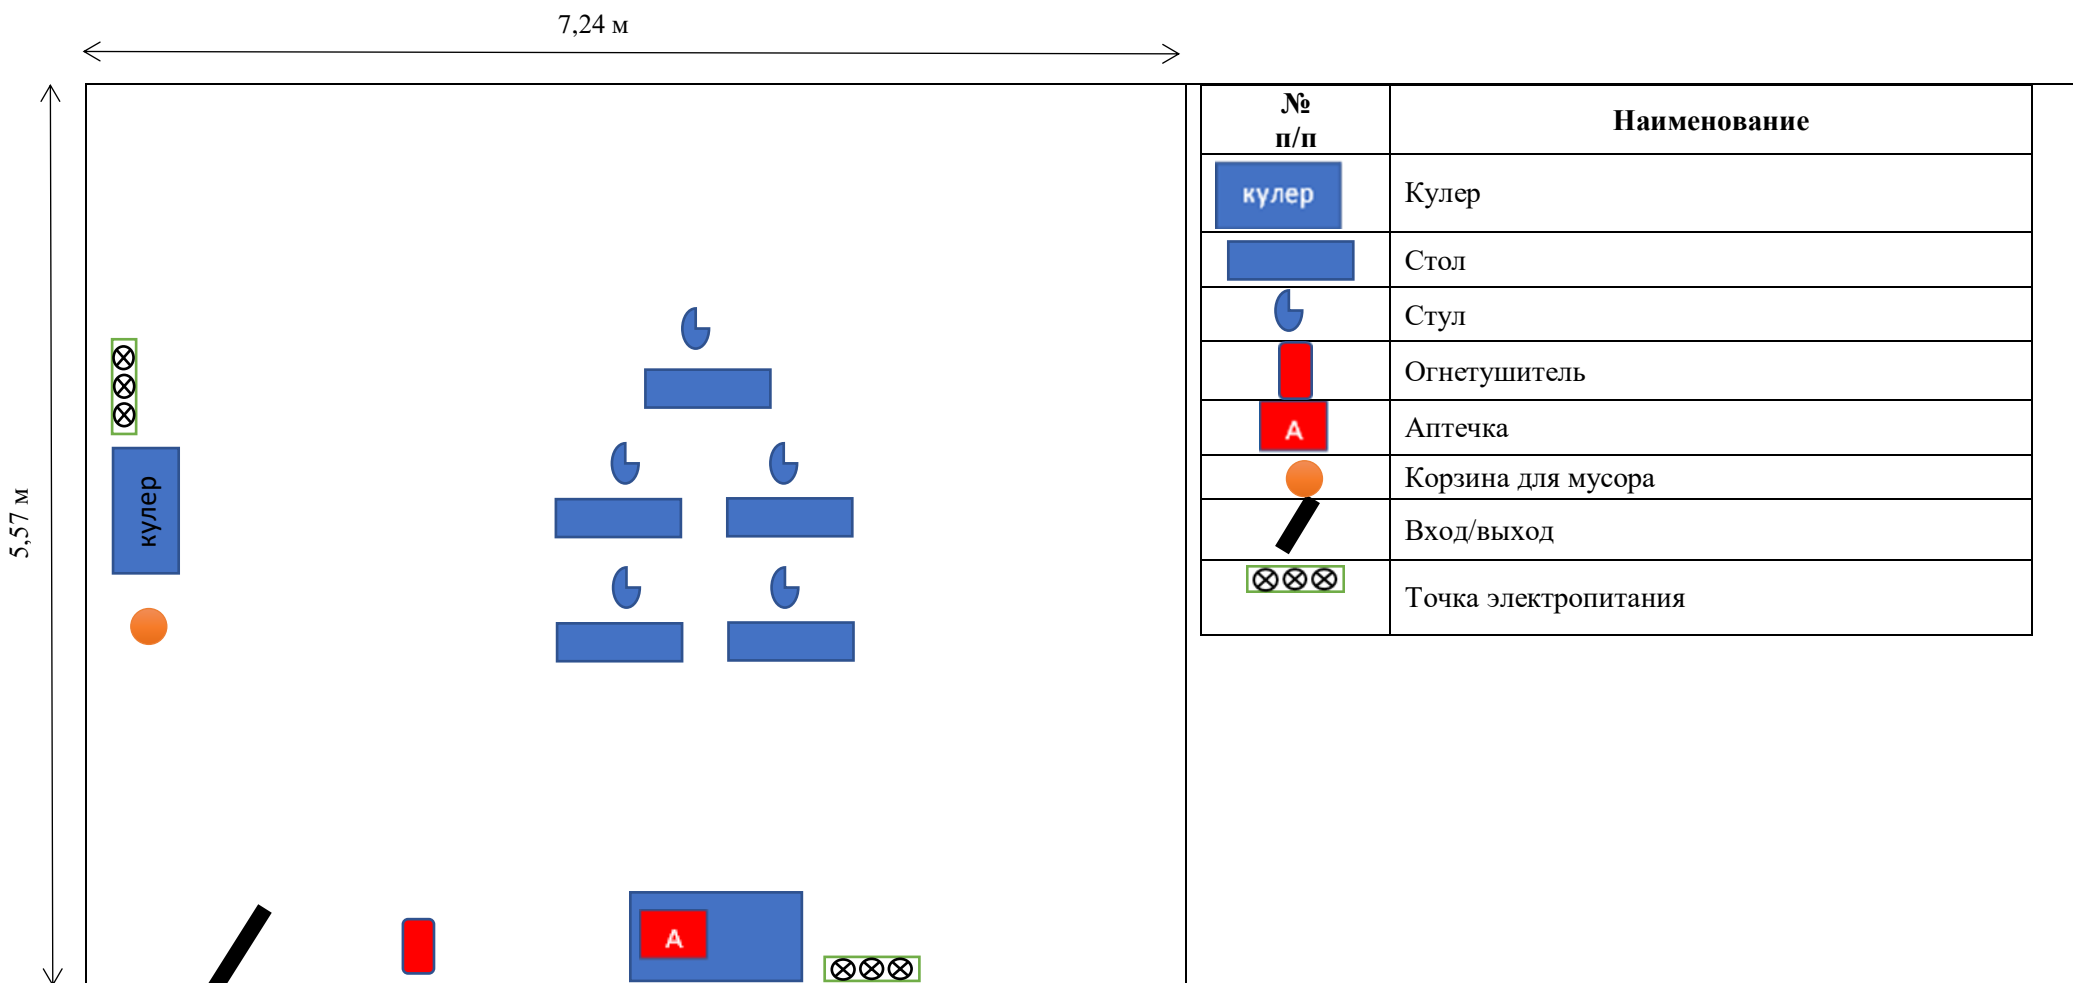 7,24 м
5,57 м
№
п/п
Наименование
кулер
Кулер
Стол
Стул
Огнетушитель
А
Аптечка
Корзина для мусора
Вход/выход
Точка электропитания
кулер
А